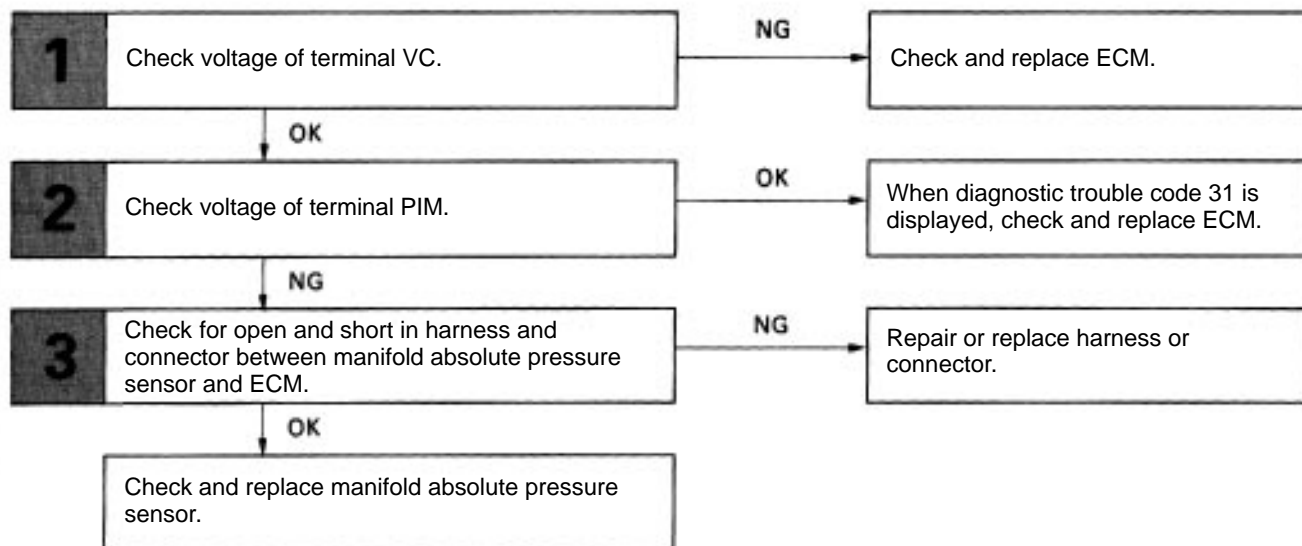 1
Check voltage of terminal VC.
NG
Check and replace ECM.
OK
2
Check voltage of terminal PIM.
OK
When diagnostic trouble code 31 is
displayed, check and replace ECM.
NG
3
Check for open and short in harness and
connector between manifold absolute pressure
sensor and ECM.
NG
Repair or replace harness or
connector.
OK
Check and replace manifold absolute pressure
sensor.